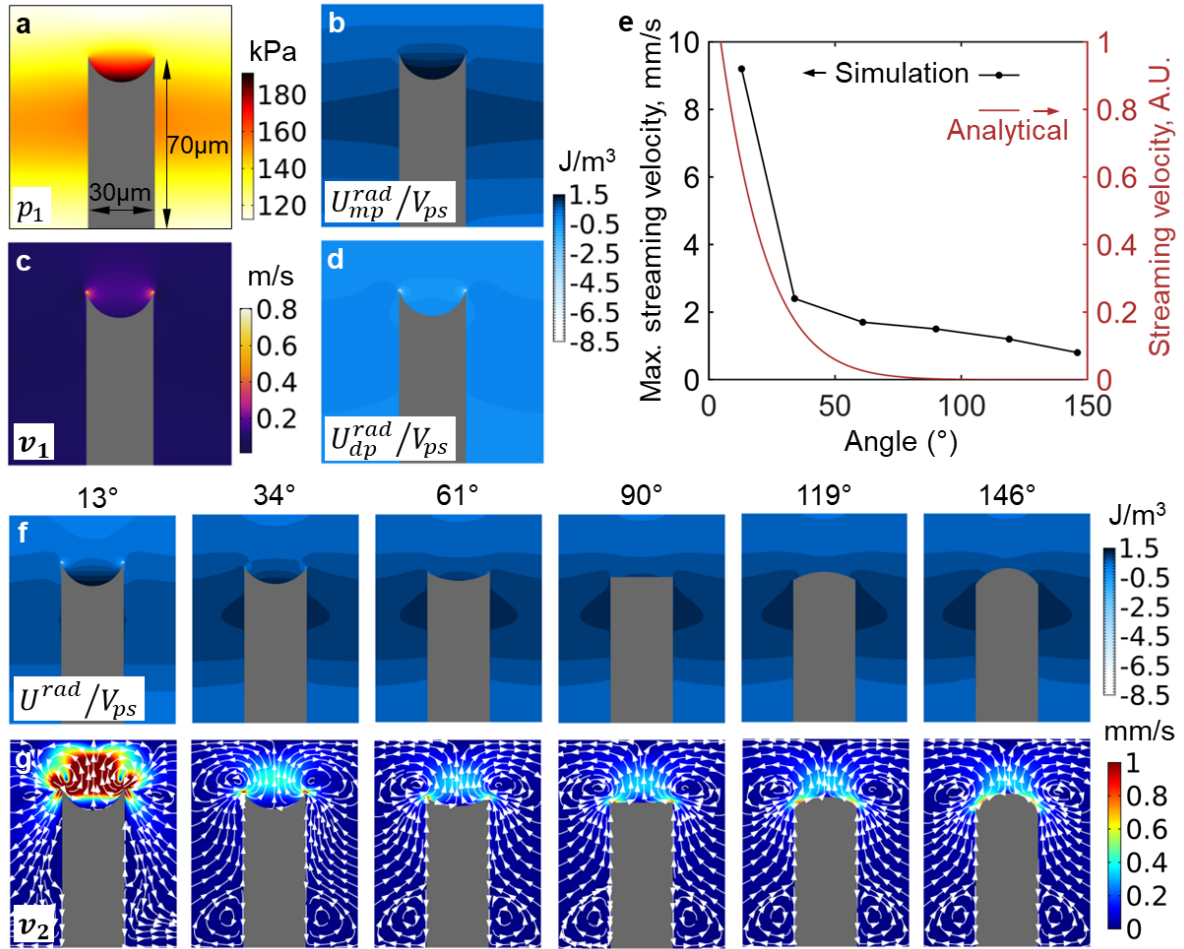 a
kPa
180
160
140
120
70μm
30μm
p₁
b
U_mp^rad/V_ps
J/m³
1.5
-0.5
-2.5
-4.5
-6.5
-8.5
c
m/s
0.8
0.6
0.4
0.2
v₁
d
U_dp^rad/V_ps
e
Max. streaming velocity, mm/s
10
8
6
4
2
0
Simulation
Analytical
1
0.8
0.6
0.4
0.2
0
Streaming velocity, A.U.
0 50 100 150
Angle (°)
13° 34° 61° 90° 119° 146°
f
U^rad/V_ps
J/m³
1.5
-0.5
-2.5
-4.5
-6.5
-8.5
g
v₂
mm/s
1
0.8
0.6
0.4
0.2
0